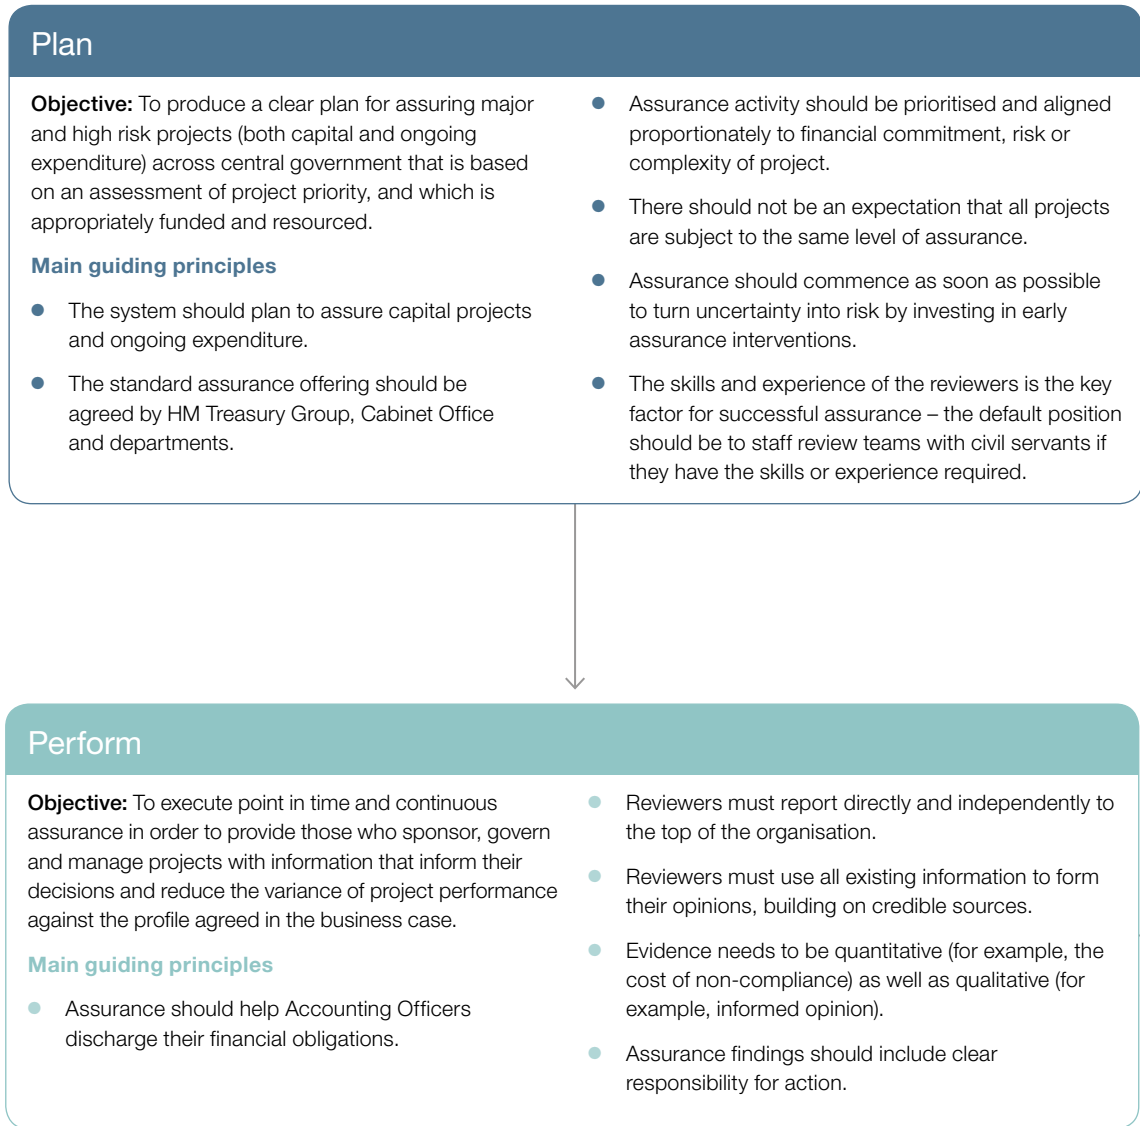 Plan
Objective: To produce a clear plan for assuring major
and high risk projects (both capital and ongoing
expenditure) across central government that is based
on an assessment of project priority, and which is
appropriately funded and resourced.
Main guiding principles
● The system should plan to assure capital projects
and ongoing expenditure.
● The standard assurance offering should be
agreed by HM Treasury Group, Cabinet Office
and departments.
● Assurance activity should be prioritised and aligned
proportionately to financial commitment, risk or
complexity of project.
● There should not be an expectation that all projects
are subject to the same level of assurance.
● Assurance should commence as soon as possible
to turn uncertainty into risk by investing in early
assurance interventions.
● The skills and experience of the reviewers is the key
factor for successful assurance – the default position
should be to staff review teams with civil servants if
they have the skills or experience required.
Perform
Objective: To execute point in time and continuous
assurance in order to provide those who sponsor, govern
and manage projects with information that inform their
decisions and reduce the variance of project performance
against the profile agreed in the business case.
Main guiding principles
● Assurance should help Accounting Officers
discharge their financial obligations.
● Reviewers must report directly and independently to
the top of the organisation.
● Reviewers must use all existing information to form
their opinions, building on credible sources.
● Evidence needs to be quantitative (for example, the
cost of non-compliance) as well as qualitative (for
example, informed opinion).
● Assurance findings should include clear
responsibility for action.